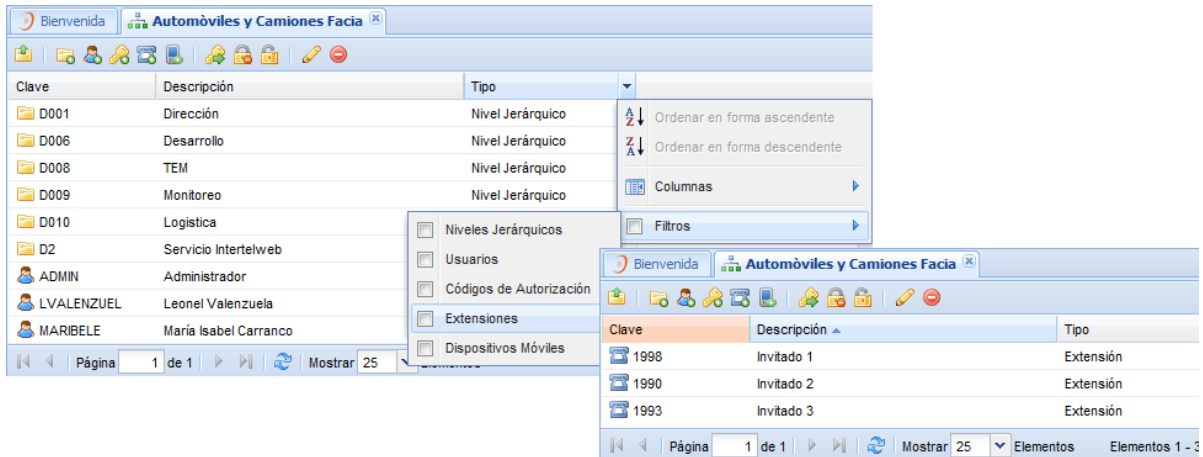 Bienvenida Automòviles y Camiones Facia
Clave Descripción Tipo
D001 Dirección Nivel Jerárquico
D006 Desarrollo Nivel Jerárquico
D008 TEM Nivel Jerárquico
D009 Monitoreo Nivel Jerárquico
D010 Logistica
D2 Servicio Intertelweb
ADMIN Administrador
LVALENZUEL Leonel Valenzuela
MARIBELE María Isabel Carranco
Página 1 de 1 Mostrar 25
Ordenar en forma ascendente
Ordenar en forma descendente
Columnas
Filtros
Niveles Jerárquicos
Usuarios
Códigos de Autorización
Extensiones
Dispositivos Móviles
Bienvenida Automòviles y Camiones Facia
Clave Descripción Tipo
1998 Invitado 1 Extensión
1990 Invitado 2 Extensión
1993 Invitado 3 Extensión
Página 1 de 1 Mostrar 25 Elementos Elementos 1 - 3